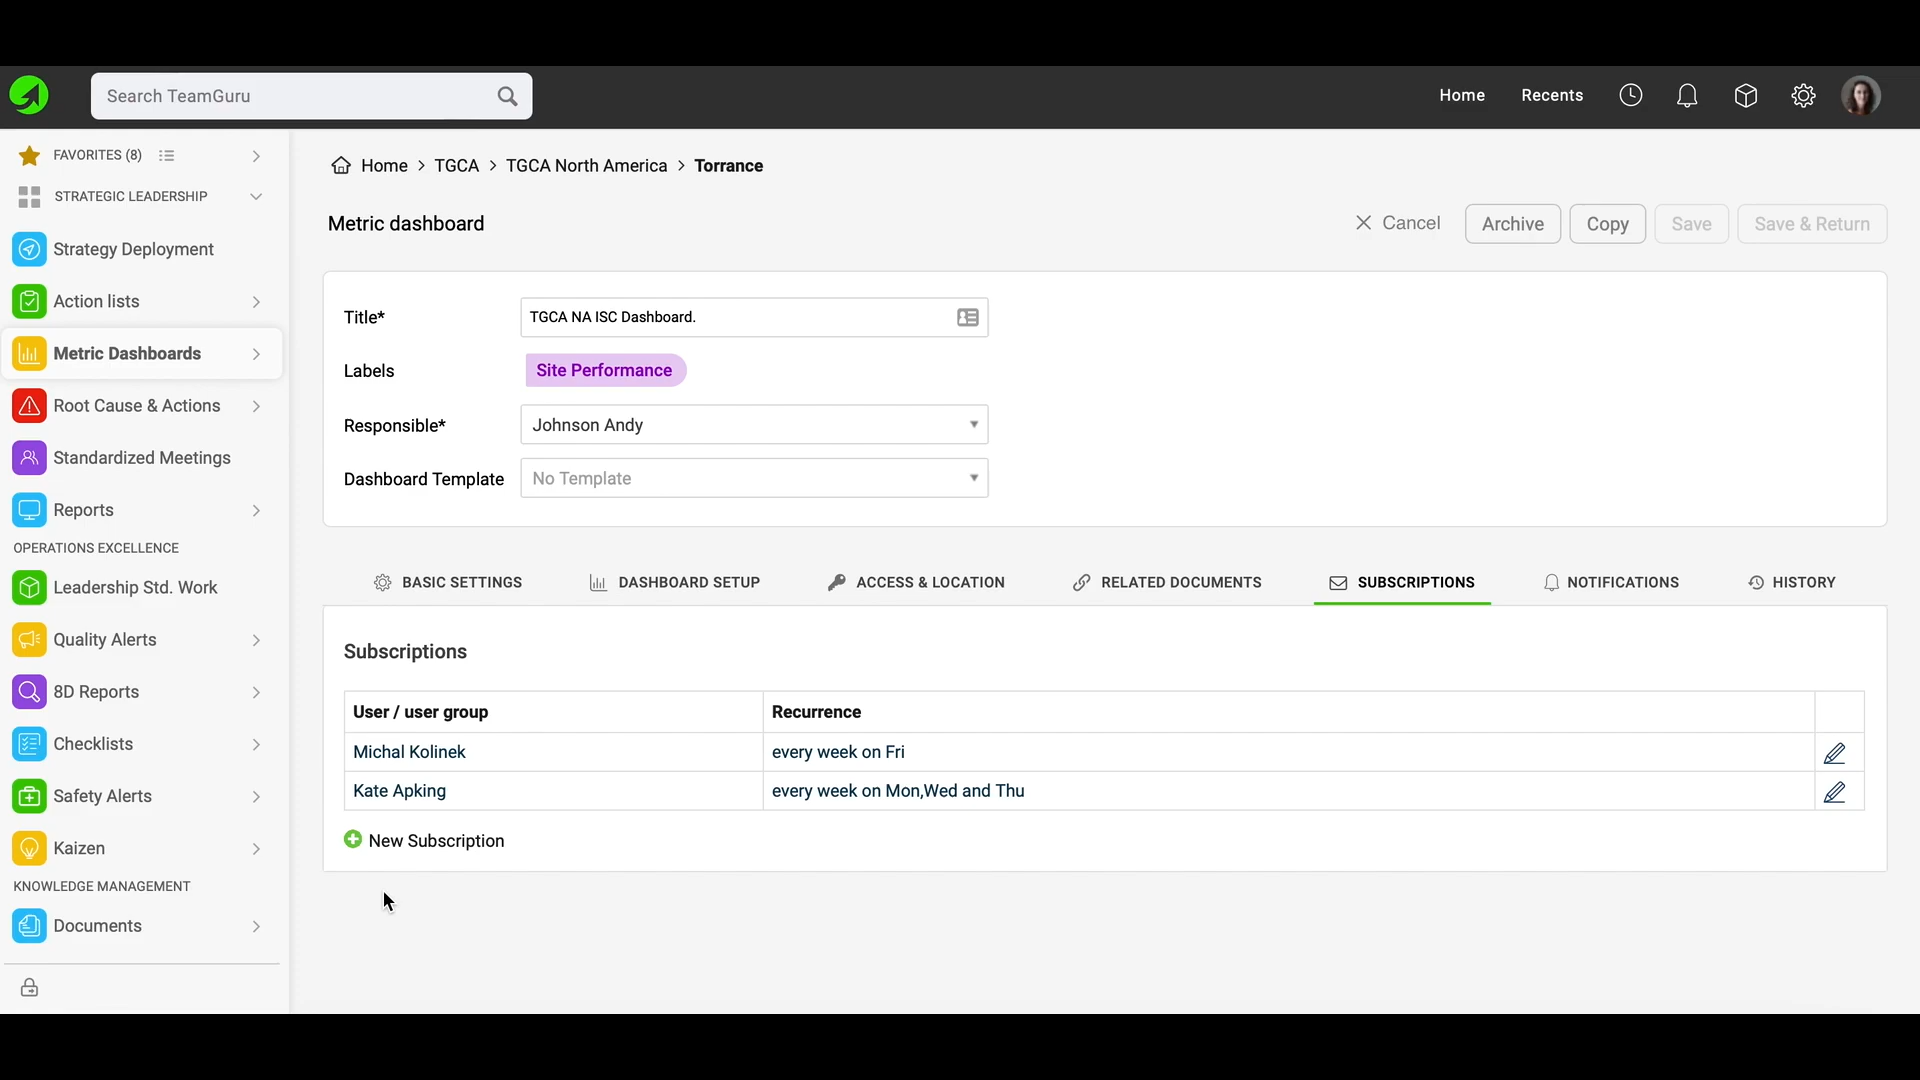 Search TeamGuru
Home
Recents
FAVORITES (8)
STRATEGIC LEADERSHIP
Strategy Deployment
Action lists
Metric Dashboards
Root Cause & Actions
Standardized Meetings
Reports
OPERATIONS EXCELLENCE
Leadership Std. Work
Quality Alerts
8D Reports
Checklists
Safety Alerts
Kaizen
KNOWLEDGE MANAGEMENT
Documents
Home > TGCA > TGCA North America > Torrance
Metric dashboard
Cancel
Archive
Copy
Save
Save & Return
Title* TGCA NA ISC Dashboard.
Labels Site Performance
Responsible* Johnson Andy
Dashboard Template No Template
BASIC SETTINGS
DASHBOARD SETUP
ACCESS & LOCATION
RELATED DOCUMENTS
SUBSCRIPTIONS
NOTIFICATIONS
HISTORY
Subscriptions
User / user group Recurrence
Michal Kolinek every week on Fri
Kate Apking every week on Mon,Wed and Thu
New Subscription